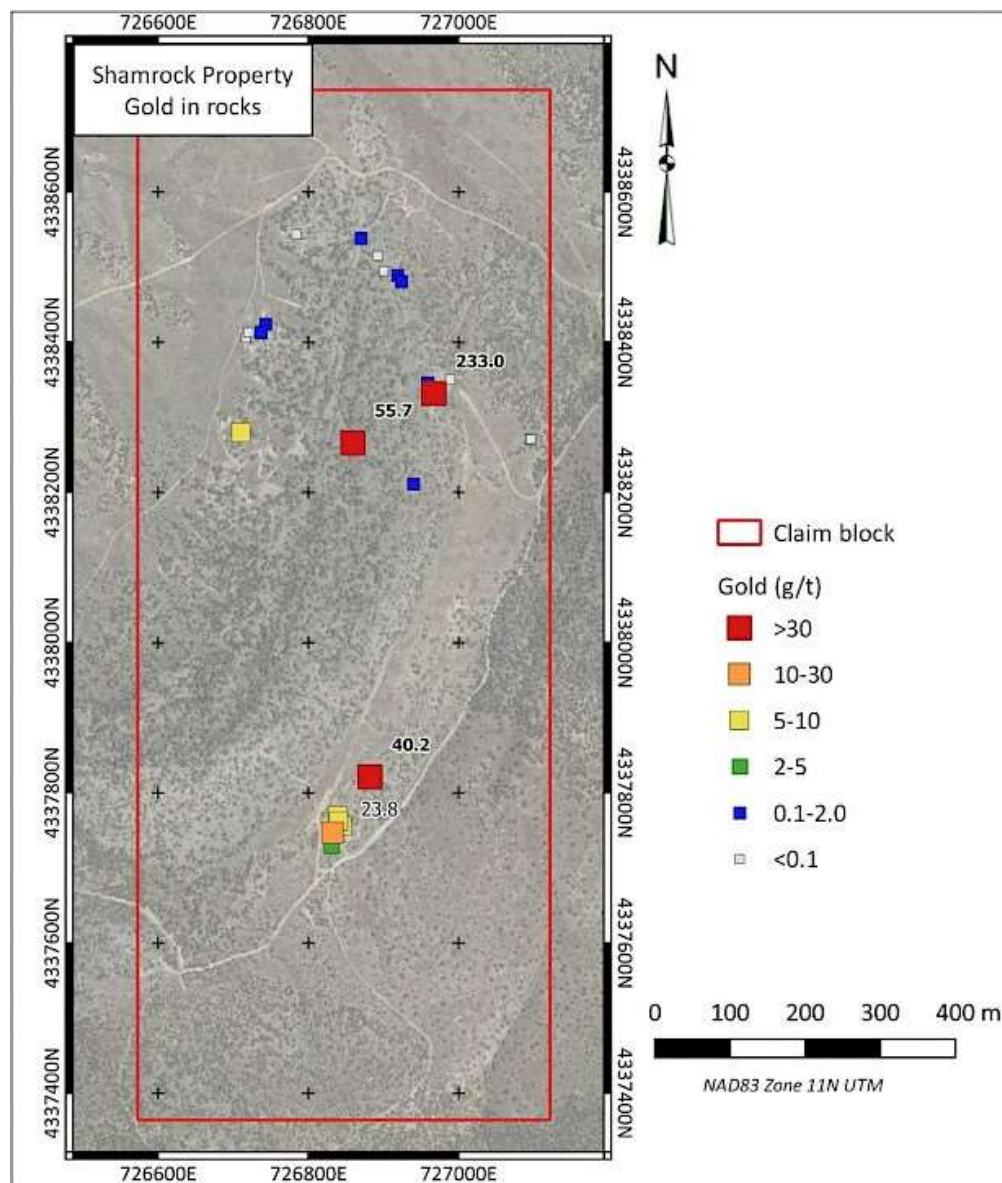 726600E 726800E 727000E
Shamrock Property
Gold in rocks
N
4338600N 4338600N
4338400N 4338400N
233.0
55.7
4338200N 4338200N
Claim block
Gold (g/t)
>30
4338000N 4338000N
10-30
5-10
40.2
2-5
4337800N 4337800N
23.8
0.1-2.0
<0.1
4337600N 4337600N
0 100 200 300 400 m
NAD83 Zone 11N UTM
4337400N 4337400N
726600E 726800E 727000E